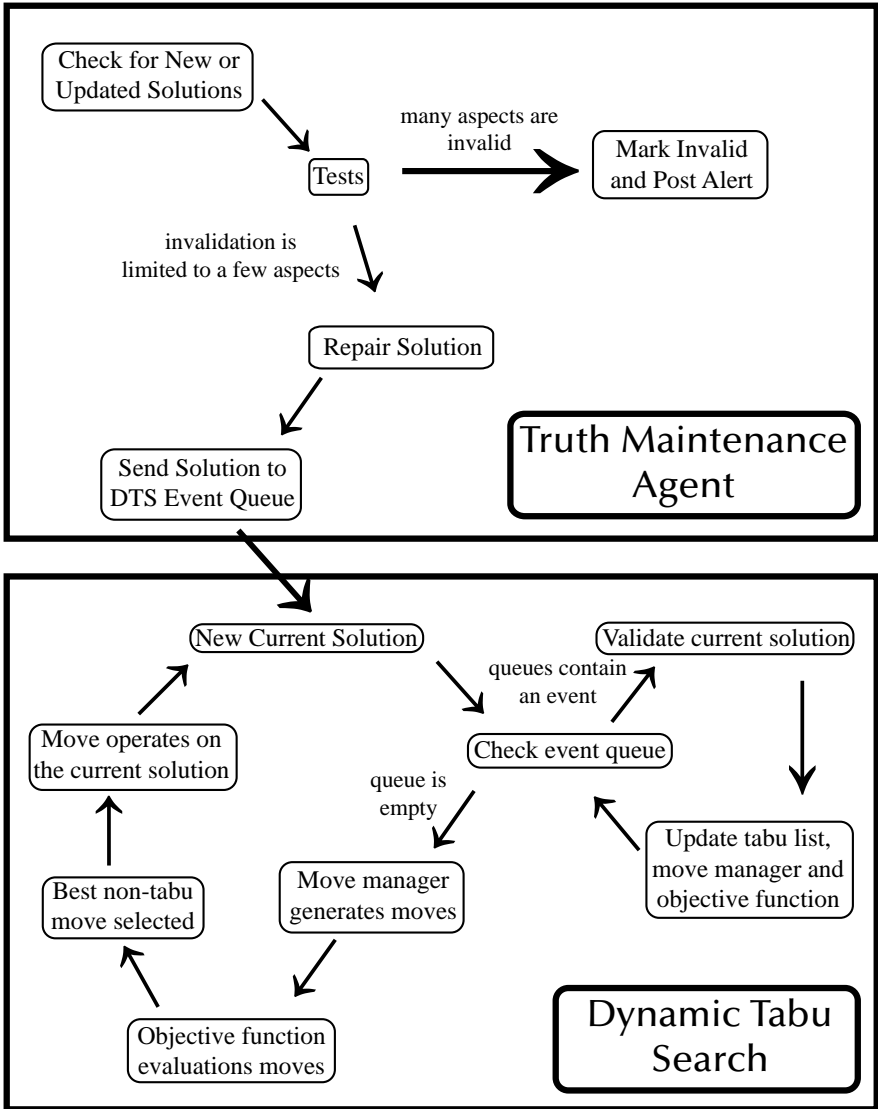 Check for New or
Updated Solutions
many aspects are
invalid
Tests
Mark Invalid
and Post Alert
invalidation is
limited to a few aspects
Repair Solution
Truth Maintenance
Agent
Send Solution to
DTS Event Queue
New Current Solution
Validate current solution
queues contain
an event
Move operates on
the current solution
Check event queue
queue is
empty
Update tabu list,
move manager and
objective function
Best non-tabu
move selected
Move manager
generates moves
Objective function
evaluations moves
Dynamic Tabu
Search